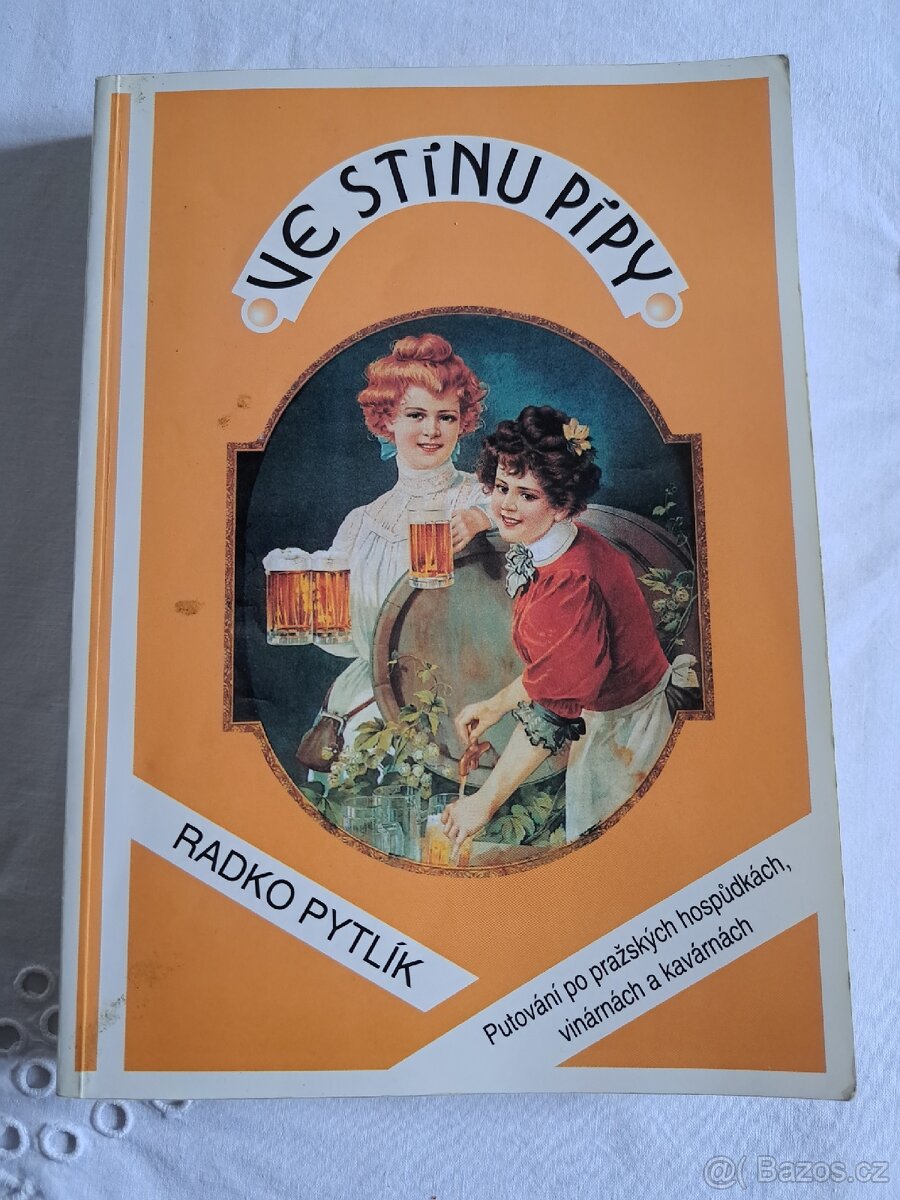 VE STÍNU PÍPY
RADKO PYTLÍK
Putování po pražských hospůdkách,
vinárnách a kavárnách
@( Bazos.cz